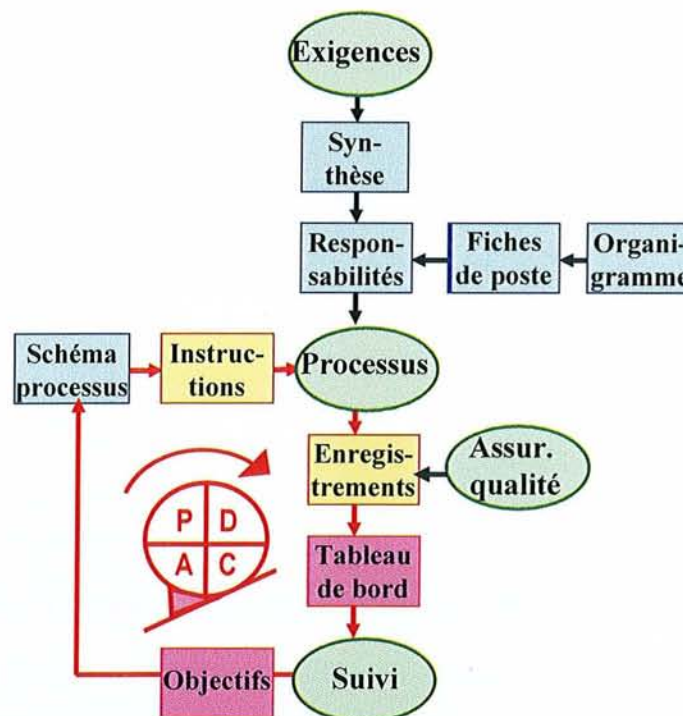 Exigences
Syn-
thèse
Respon-
sabilités
Fiches
de poste
Organi-
gramme
Schéma
processus
Instruc-
tions
Processus
Enregis-
trements
Assur.
qualité
P D
A C
Tableau
de bord
Objectifs
Suivi